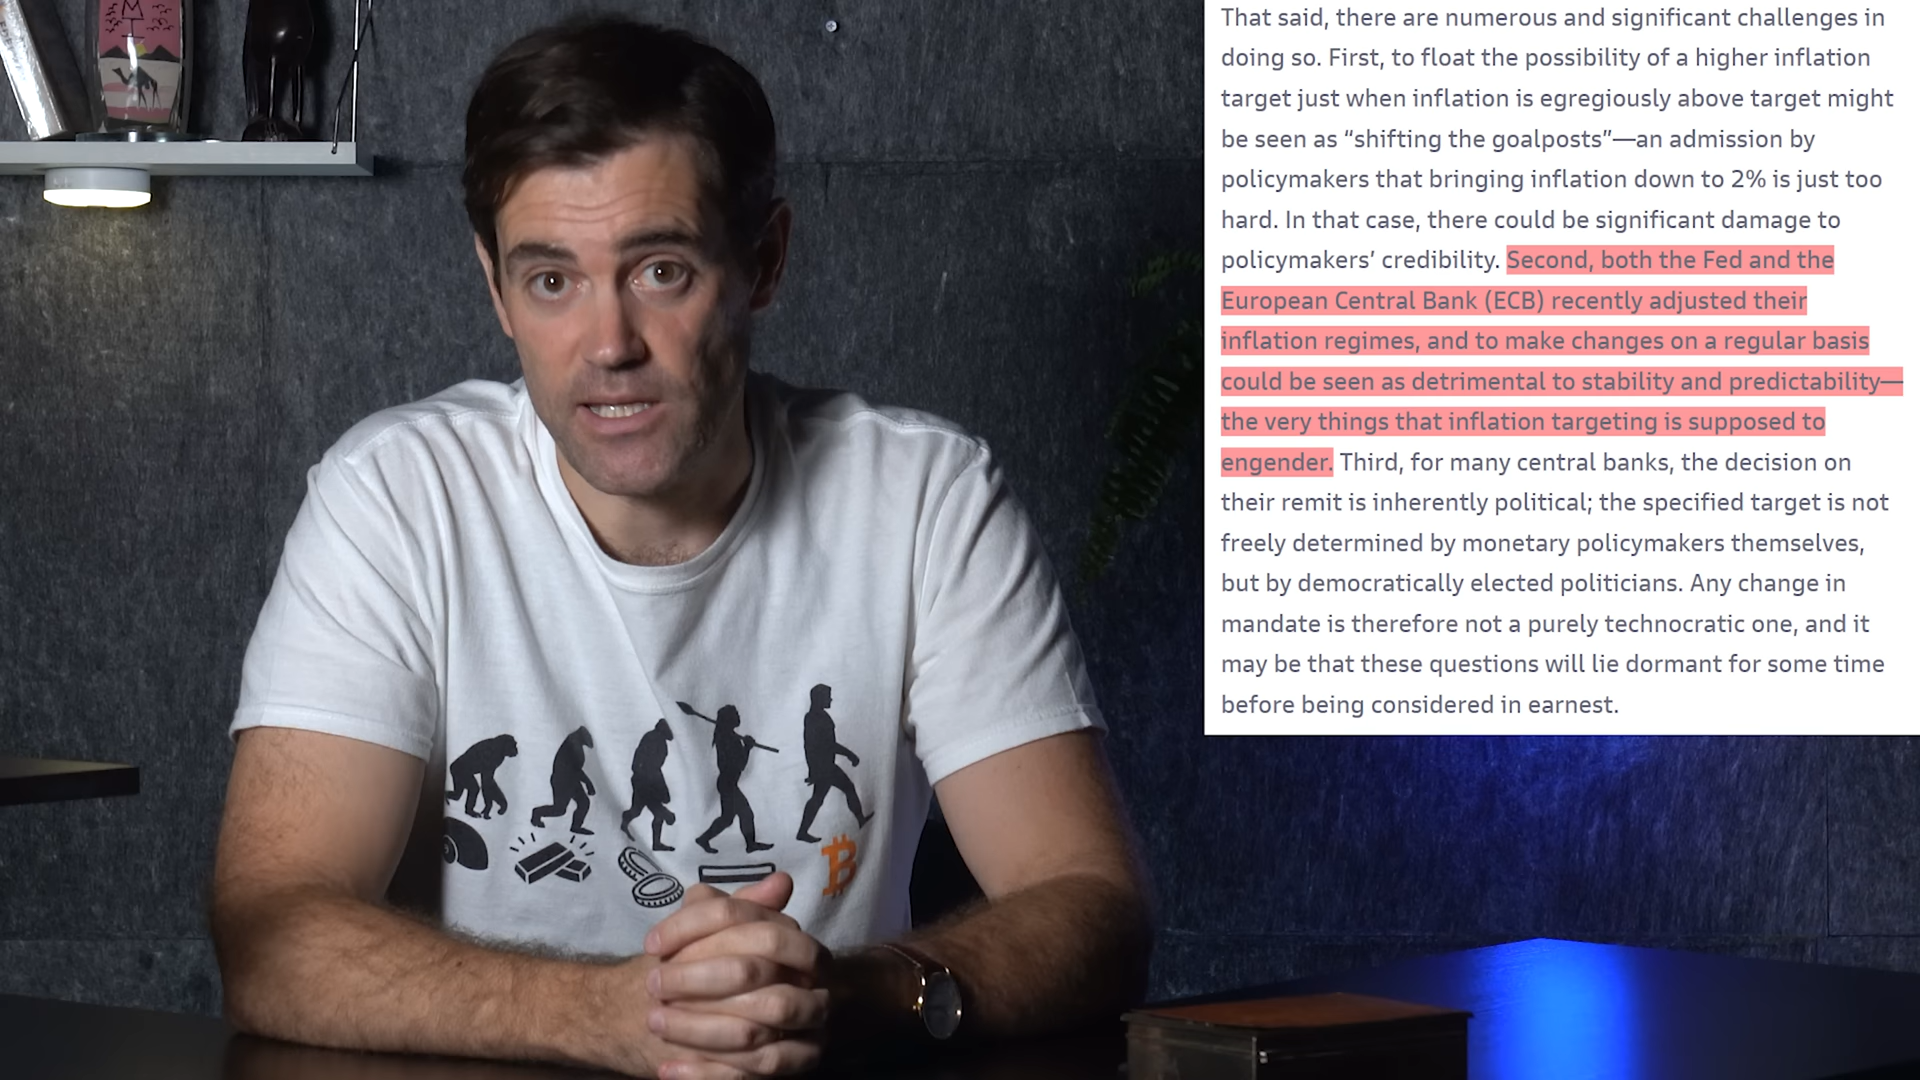 That said, there are numerous and significant challenges in
doing so. First, to float the possibility of a higher inflation
target just when inflation is egregiously above target might
be seen as “shifting the goalposts”—an admission by
policymakers that bringing inflation down to 2% is just too
hard. In that case, there could be significant damage to
policymakers’ credibility. Second, both the Fed and the
European Central Bank (ECB) recently adjusted their
inflation regimes, and to make changes on a regular basis
could be seen as detrimental to stability and predictability—
the very things that inflation targeting is supposed to
engender. Third, for many central banks, the decision on
their remit is inherently political; the specified target is not
freely determined by monetary policymakers themselves,
but by democratically elected politicians. Any change in
mandate is therefore not a purely technocratic one, and it
may be that these questions will lie dormant for some time
before being considered in earnest.